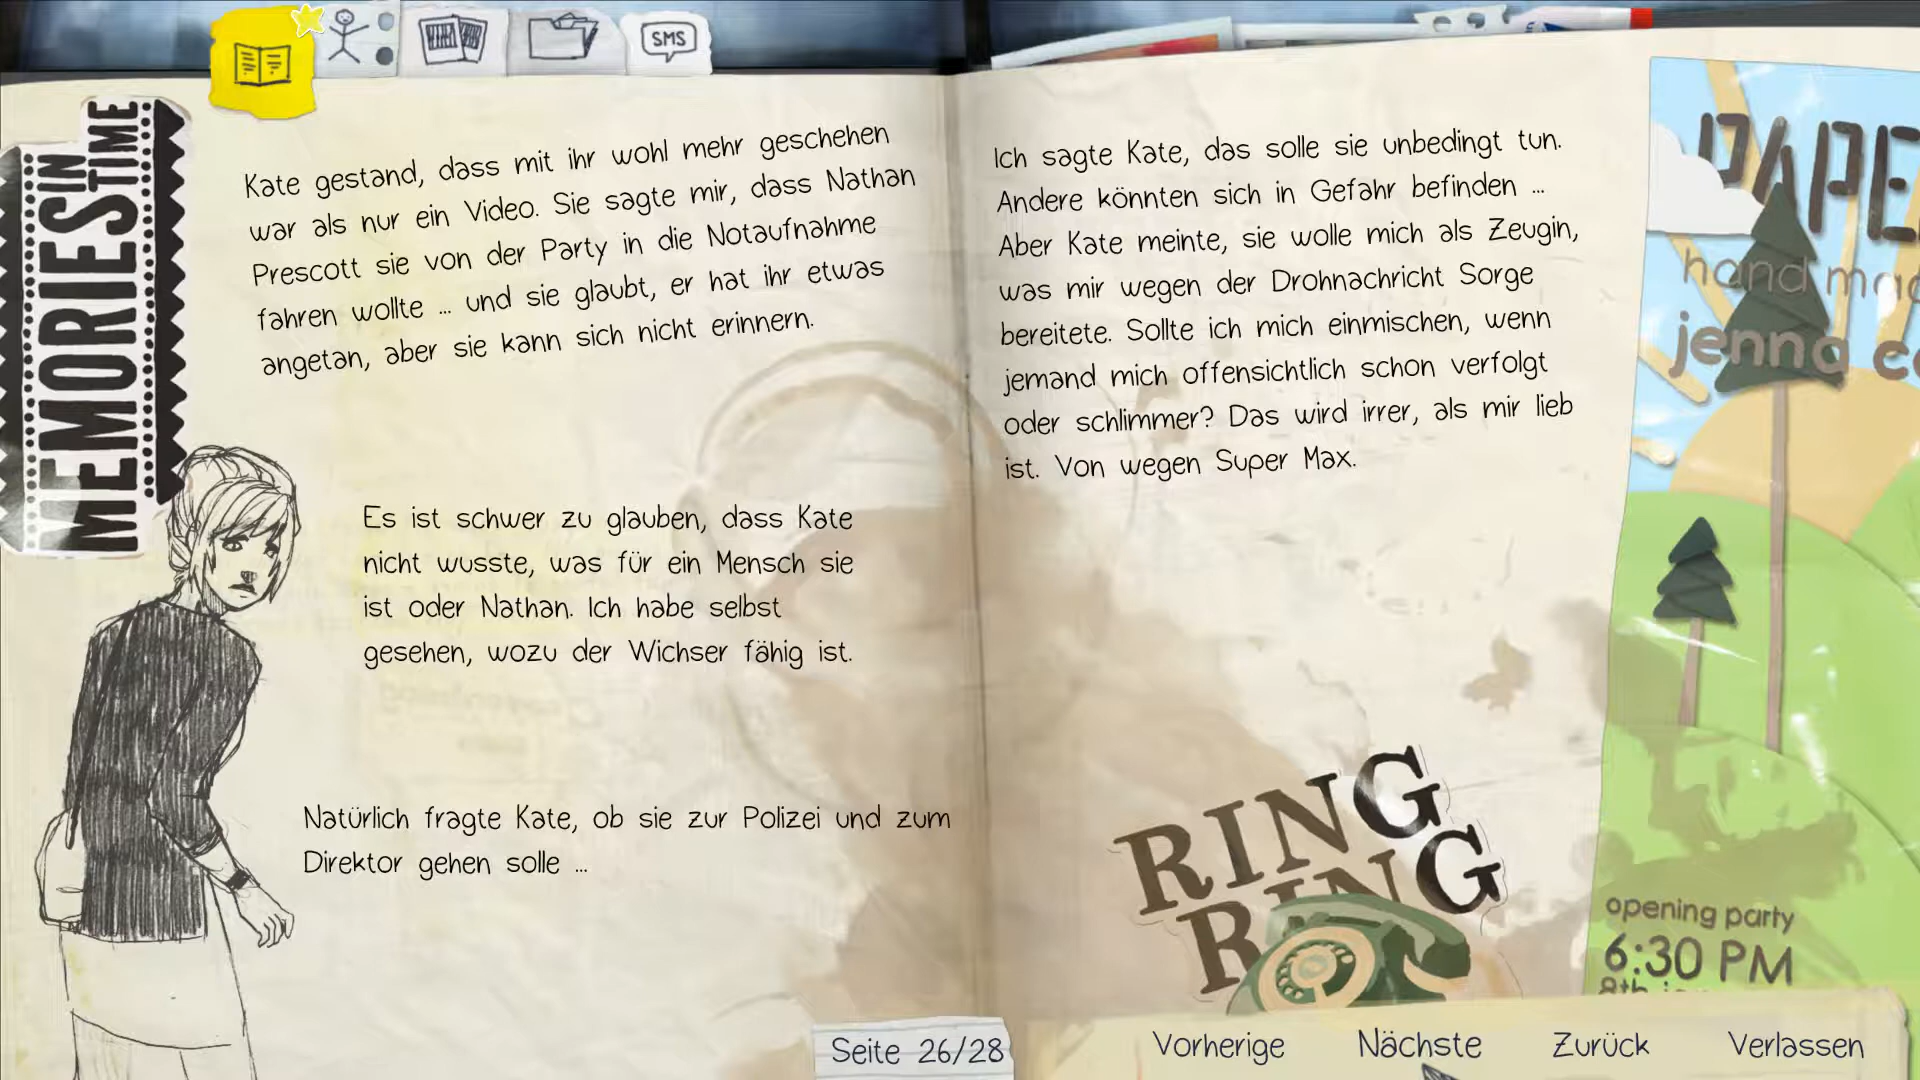 SMS
MEMORIES IN TIME
Kate gestand, dass mit ihr wohl mehr geschehen
war als nur ein Video. Sie sagte mir, dass Nathan
Prescott sie von der Party in die Notaufnahme
fahren wollte ... und sie glaubt, er hat ihr etwas
angetan, aber sie kann sich nicht erinnern.
Es ist schwer zu glauben, dass Kate
nicht wusste, was für ein Mensch sie
ist oder Nathan. Ich habe selbst
gesehen, wozu der Wichser fähig ist.
Natürlich fragte Kate, ob sie zur Polizei und zum
Direktor gehen solle ...
Ich sagte Kate, das solle sie unbedingt tun.
Andere könnten sich in Gefahr befinden ...
Aber Kate meinte, sie wolle mich als Zeugin,
was mir wegen der Drohnachricht Sorge
bereitete. Sollte ich mich einmischen, wenn
jemand mich offensichtlich schon verfolgt
oder schlimmer? Das wird irrer, als mir lieb
ist. Von wegen Super Max.
RING
RING
PAPE
hand mad
jenna co
opening party
6:30 PM
8th
Seite 26/28
Vorherige
Nächste
Zurück
Verlassen